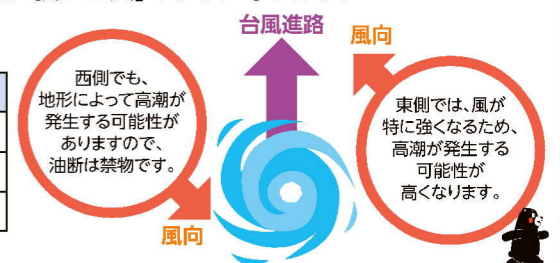 台風進路
風向
西側でも、
地形によって高潮が
発生する可能性が
ありますので、
油断は禁物です。
東側では、風が
特に強くなるため、
高潮が発生する
可能性が
高くなります。
風向